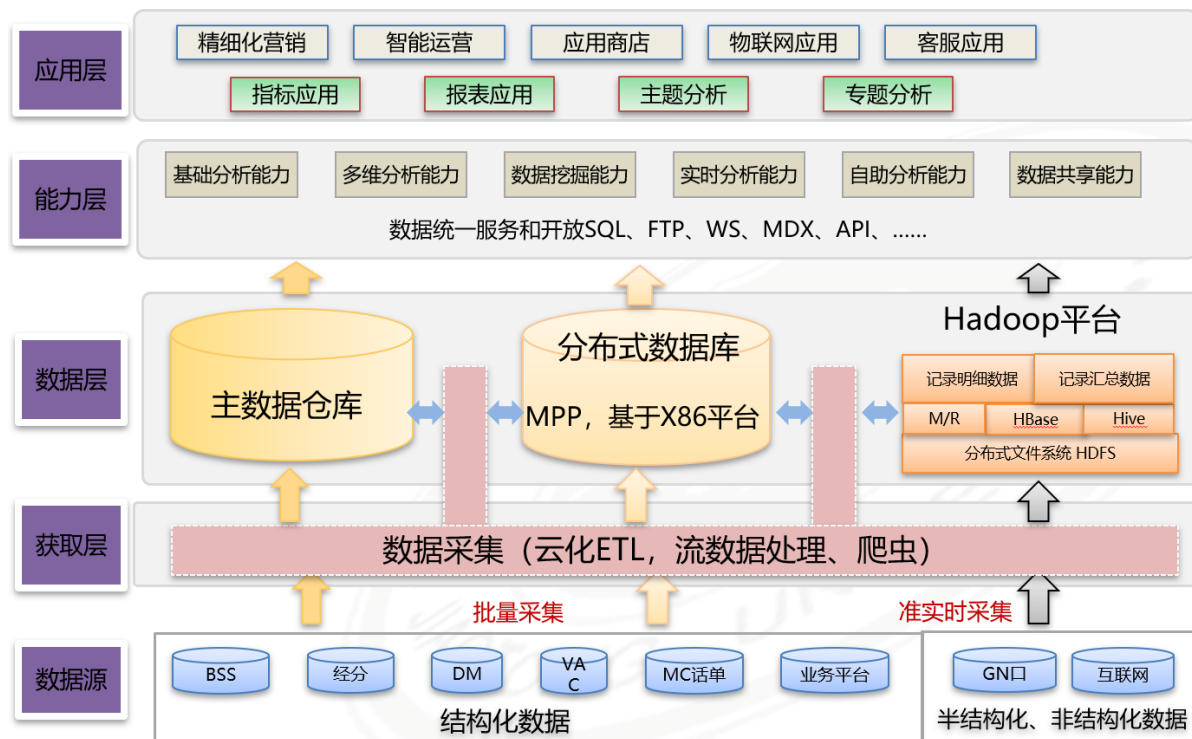 应用层
精细化营销 智能运营 应用商店 物联网应用 客服应用
指标应用 报表应用 主题分析 专题分析
能力层
基础分析能力 多维分析能力 数据挖掘能力 实时分析能力 自助分析能力 数据共享能力
数据统一服务和开放SQL、FTP、WS、MDX、API、……
数据层
主数据仓库
分布式数据库
MPP，基于X86平台
Hadoop平台
记录明细数据 记录汇总数据
M/R HBase Hive
分布式文件系统 HDFS
获取层
数据采集（云化ETL，流数据处理、爬虫）
批量采集 准实时采集
数据源
BSS 经分 DM VA
C MC话单 业务平台
结构化数据
GN口 互联网
半结构化、非结构化数据